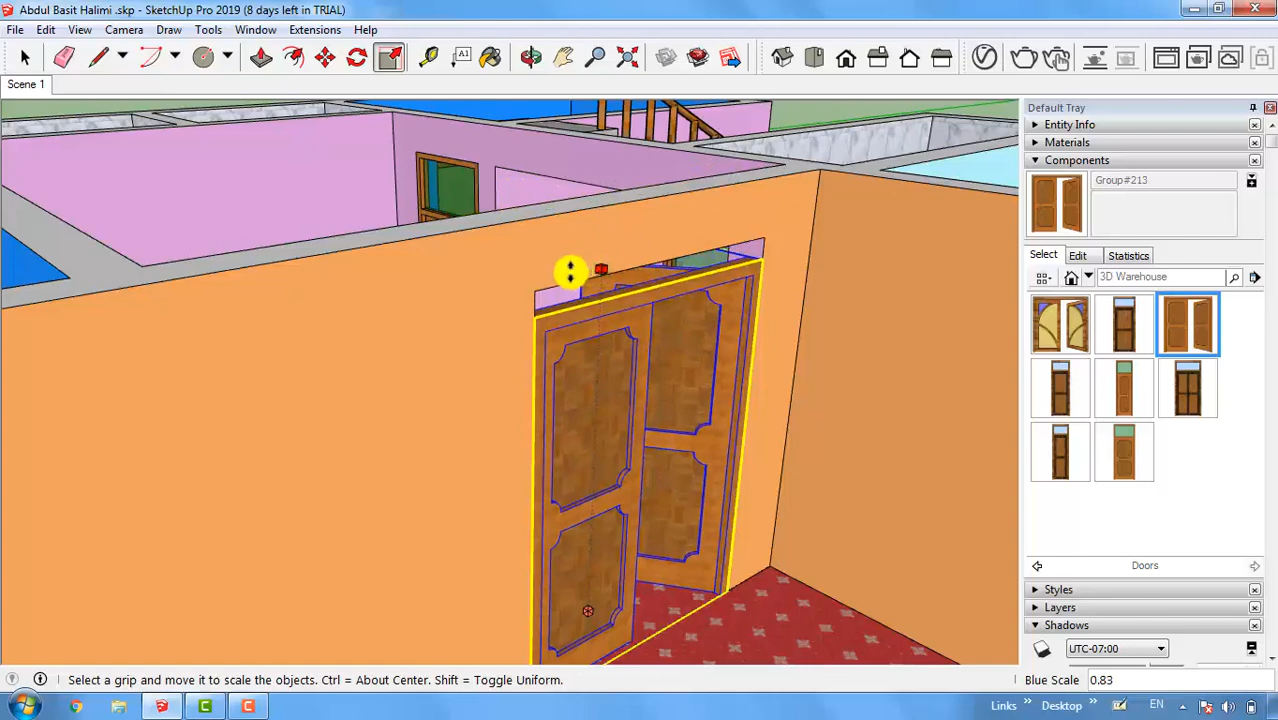 Abdul Basit Halimi .skp - SketchUp Pro 2019 (8 days left in TRIAL)
File Edit View Camera Draw Tools Window Extensions Help
A1
Scene 1
Default Tray
Entity Info
Materials
Components
Group#213
Select Edit Statistics
3D Warehouse
Doors
Styles
Layers
Shadows
UTC-07:00
Select a grip and move it to scale the objects. Ctrl = About Center. Shift = Toggle Uniform.
Blue Scale 0.83
Links Desktop EN